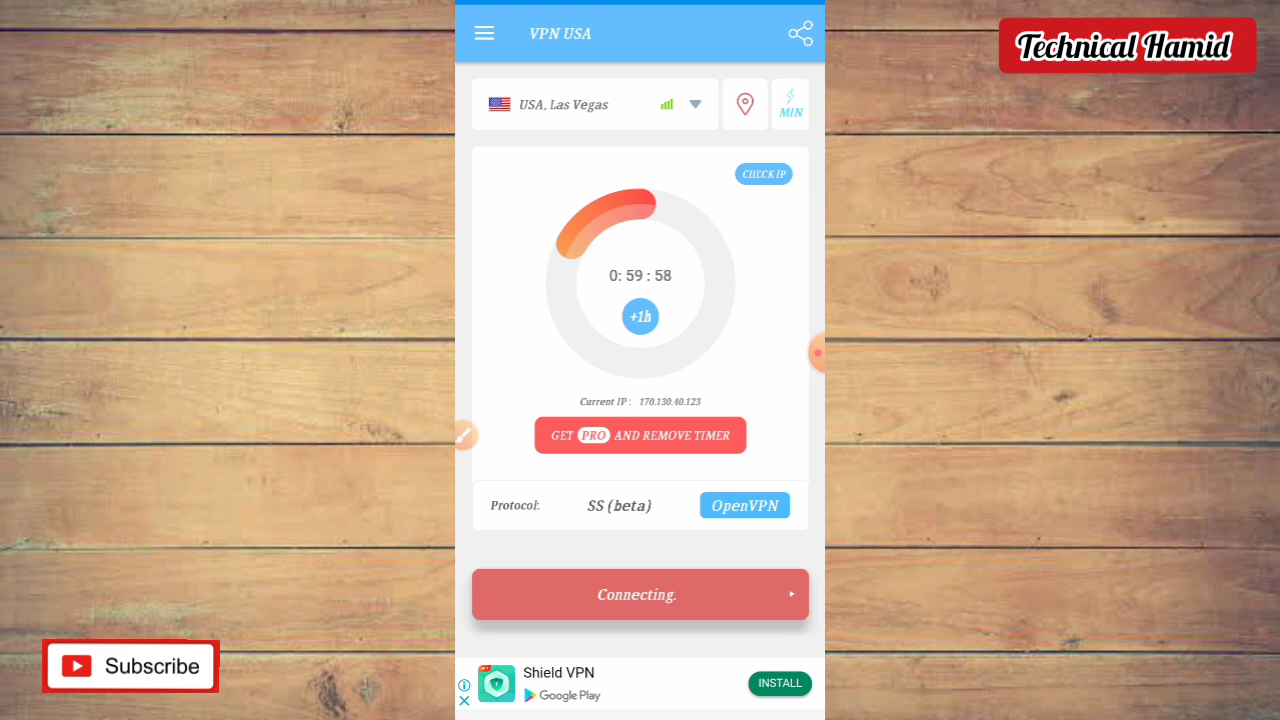 VPN USA
Technical Hamid
USA, Las Vegas
MIN
CHECK IP
0: 59 : 58
+1h
Current IP : 170.130.40.123
GET PRO AND REMOVE TIMER
Protocol: SS (beta) OpenVPN
Connecting.
Subscribe
Shield VPN
Google Play
INSTALL